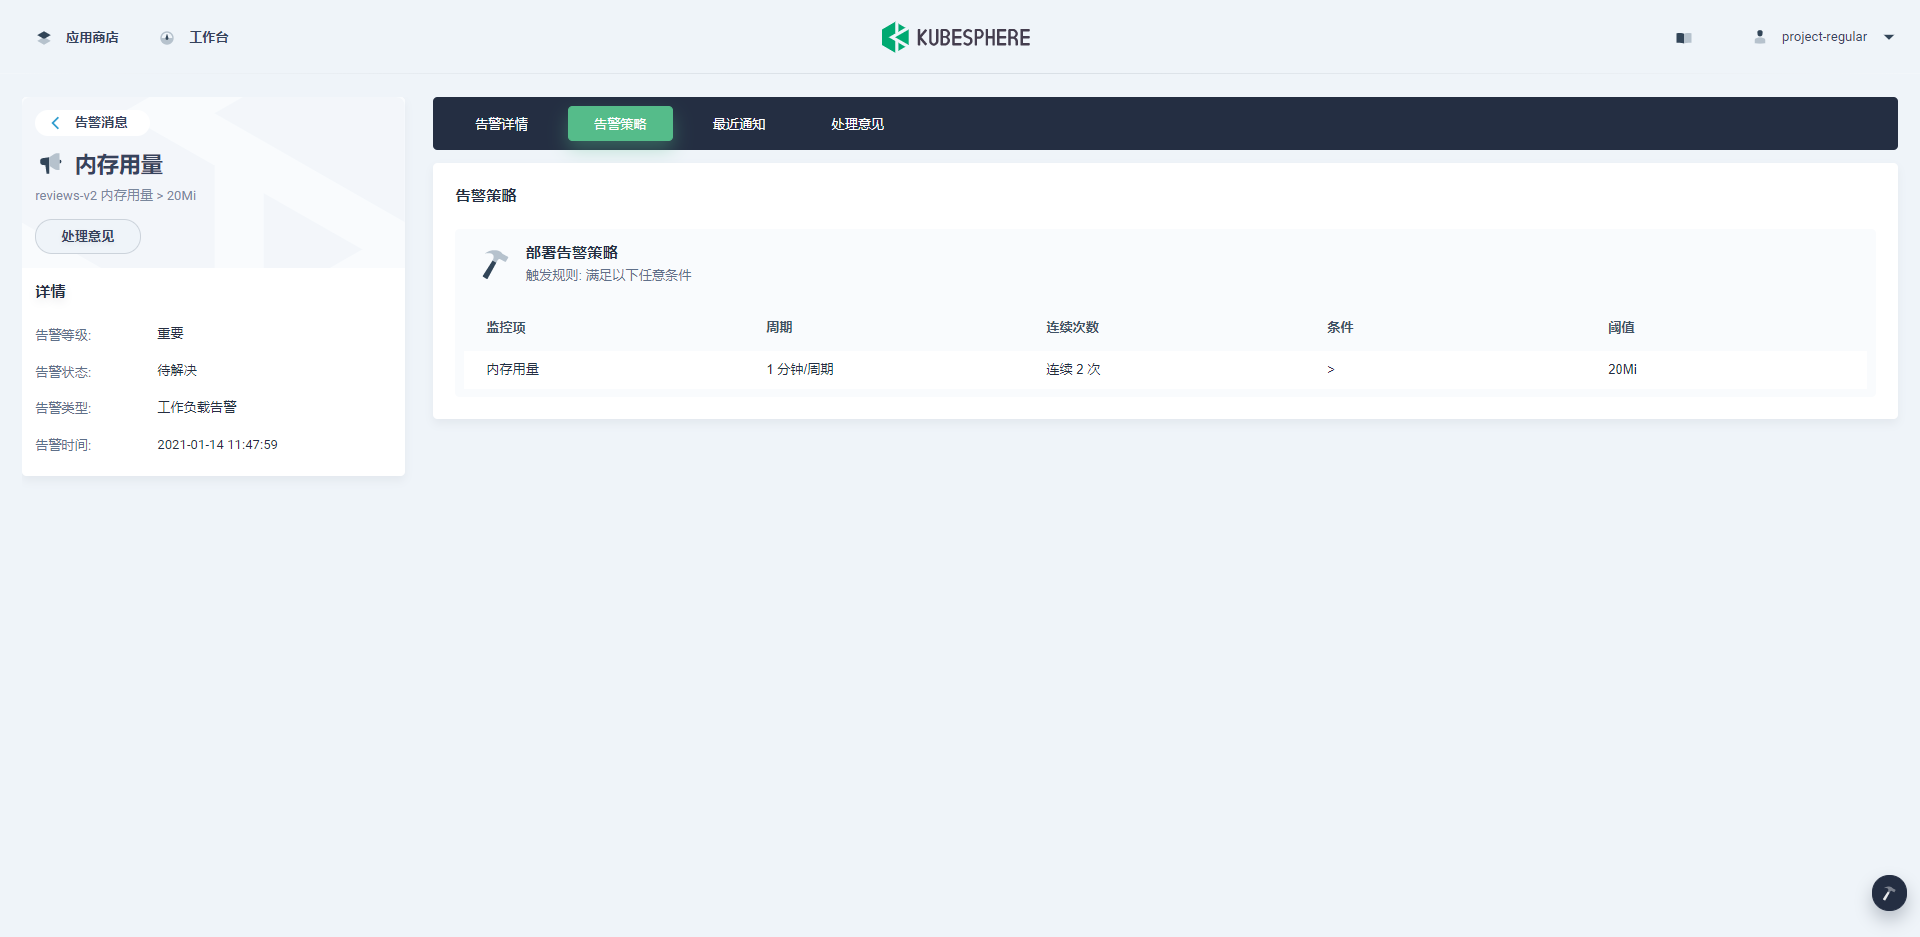 应用商店
工作台
KUBESPHERE
project-regular
告警消息
内存用量
reviews-v2 内存用量 > 20Mi
处理意见
详情
告警等级: 重要
告警状态: 待解决
告警类型: 工作负载告警
告警时间: 2021-01-14 11:47:59
告警详情 告警策略 最近通知 处理意见
告警策略
部署告警策略
触发规则: 满足以下任意条件
监控项 周期 连续次数 条件 阈值
内存用量 1 分钟/周期 连续 2 次 > 20Mi